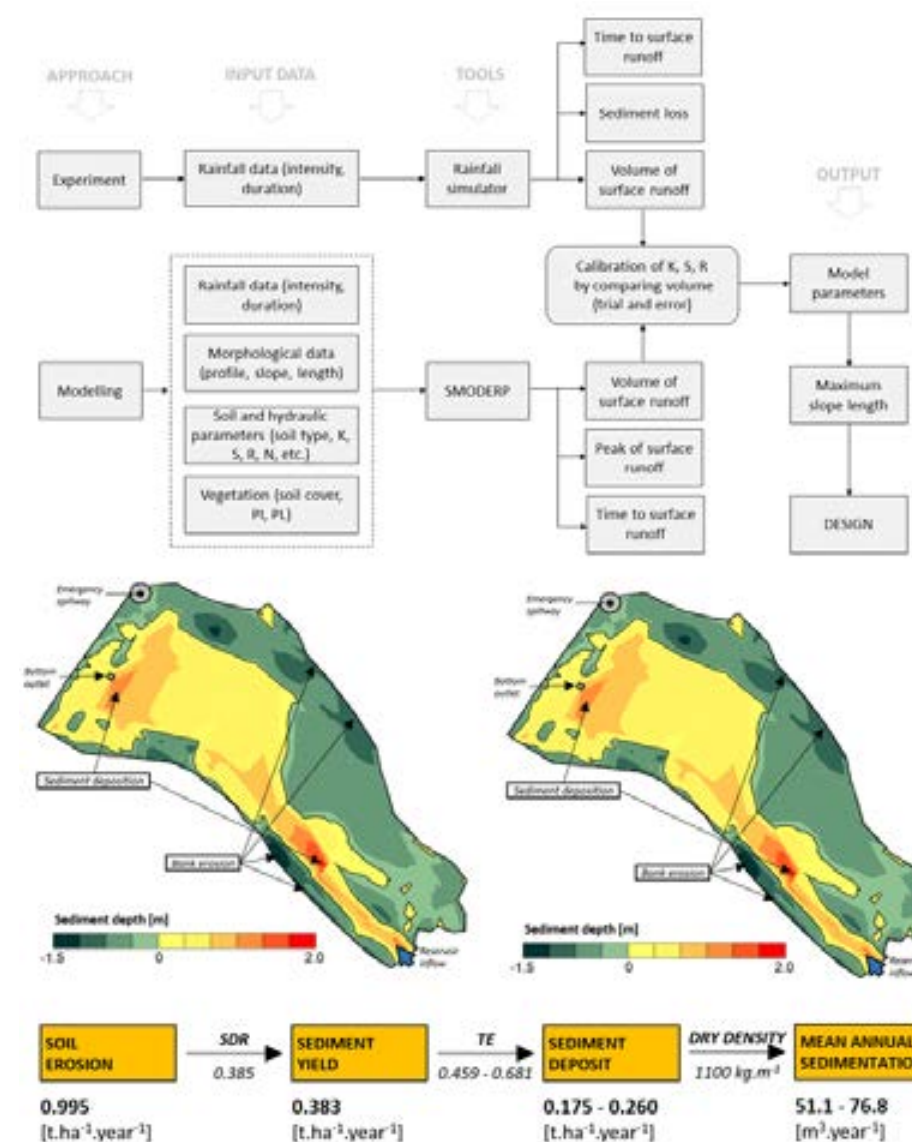 APPROACH
INPUT DATA
TOOLS
OUTPUT
Time to surface
runoff
Sediment loss
Experiment
Rainfall data (intensity,
duration)
Rainfall
simulator
Volume of
surface runoff
Calibration of K, S, R
by comparing volume
(trial and error)
Model
parameters
Rainfall data (intensity,
duration)
Morphological data
(profile, slope, length)
Modelling
Soil and hydraulic
parameters (soil type, K,
S, R, N, etc.)
Vegetation (soil cover,
PI, PL)
SMODERP
Volume of
surface runoff
Peak of surface
runoff
Time to surface
runoff
Maximum
slope length
DESIGN
Emergency
spillway
Bottom
outlet
Sediment deposition
Bank erosion
Sediment depth [m]
-1.5
0
2.0
Reservoir
inflow
Emergency
spillway
Bottom
outlet
Sediment deposition
Bank erosion
Sediment depth [m]
-1.5
0
2.0
Reser
inflow
SOIL
EROSION
SDR
0.385
SEDIMENT
YIELD
TE
0.459 - 0.681
SEDIMENT
DEPOSIT
DRY DENSITY
1100 kg.m⁻³
MEAN ANNUAL
SEDIMENTATIO
0.995
[t.ha⁻¹.year⁻¹]
0.383
[t.ha⁻¹.year⁻¹]
0.175 - 0.260
[t.ha⁻¹.year⁻¹]
51.1 - 76.8
[m³.year⁻¹]